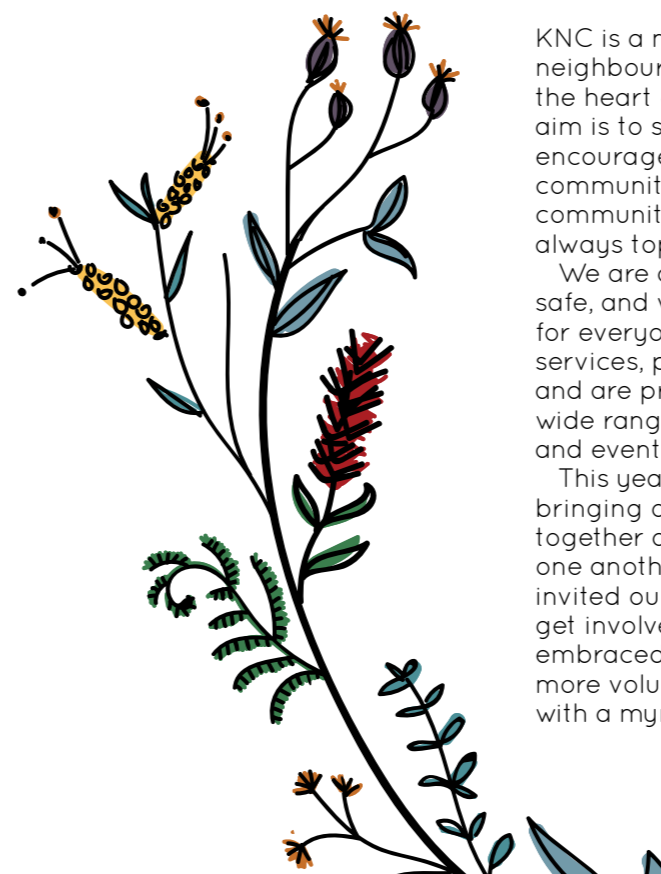 KNC is a
neighbour
the heart
aim is to
encourage
communit
communit
always top
We are
safe, and
for everyo
services,
and are pr
wide rang
and event
This yea
bringing
together
one anoth
invited ou
get involve
embraced
more volu
with a myr